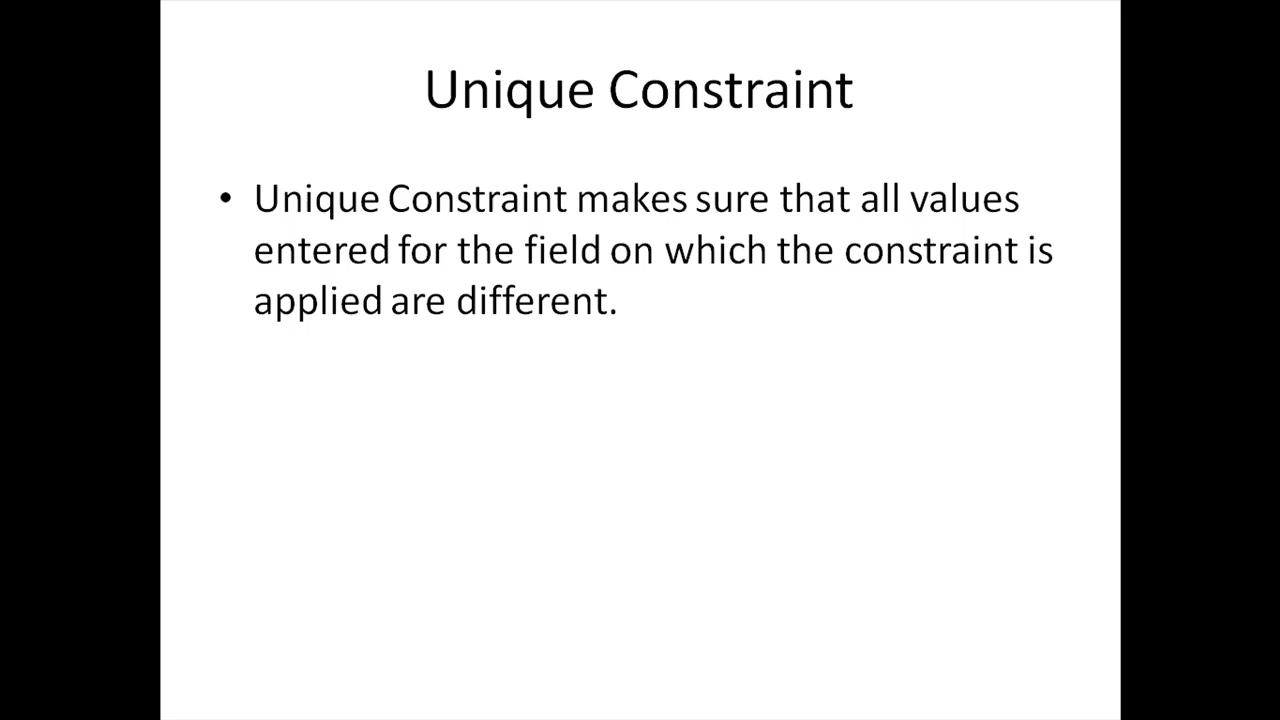 Unique Constraint
• Unique Constraint makes sure that all values
entered for the field on which the constraint is
applied are different.